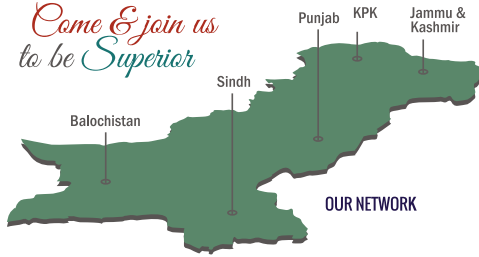 Come & join us
to be Superior
Punjab
KPK
Jammu &
Kashmir
Sindh
Balochistan
OUR NETWORK